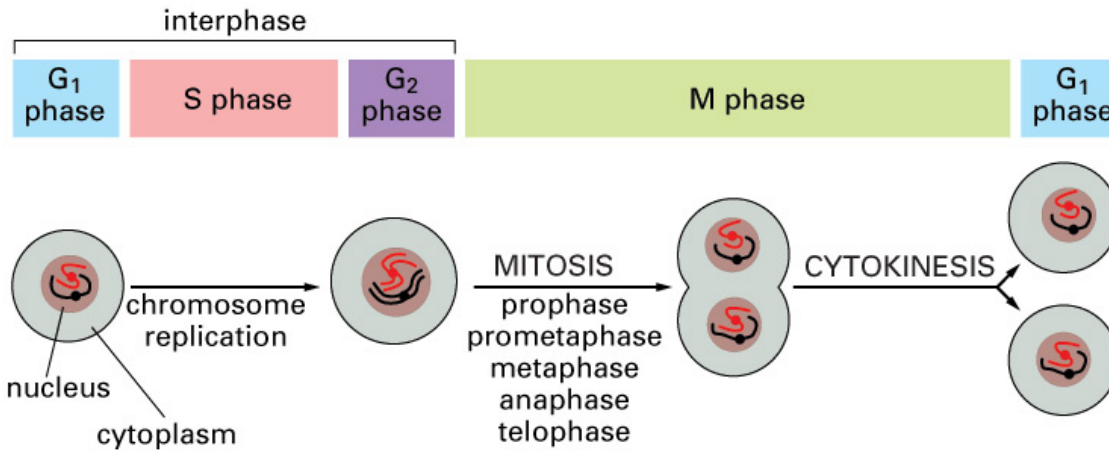 interphase
G1
phase
S phase
G2
phase
M phase
G1
phase
MITOSIS
CYTOKINESIS
chromosome
replication
prophase
prometaphase
metaphase
anaphase
telophase
nucleus
cytoplasm